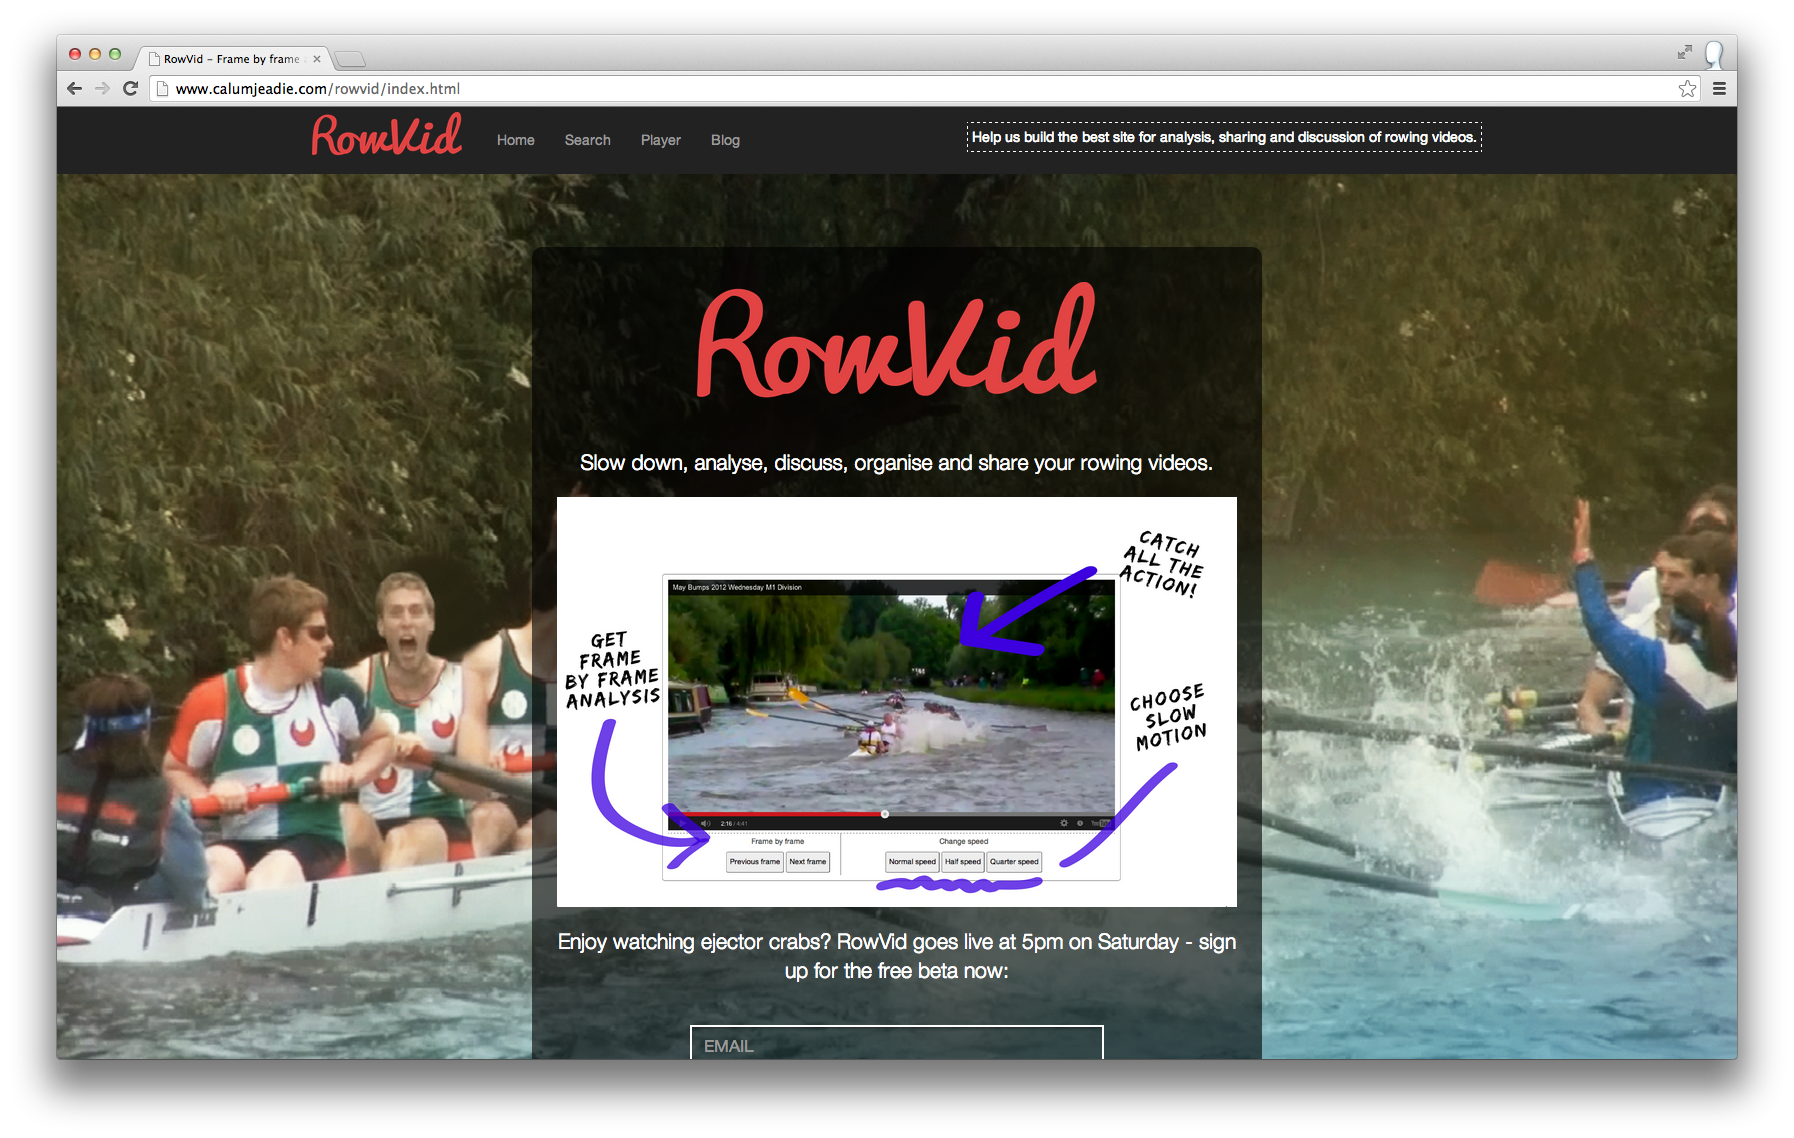 RowVid - Frame by frame
www.calumjeadie.com/rowvid/index.html
RowVid
Home
Search
Player
Blog
Help us build the best site for analysis, sharing and discussion of rowing videos.
RowVid
Slow down, analyse, discuss, organise and share your rowing videos.
CATCH
ALL THE
ACTION!
May Bumps 2012 Wednesday M1 Division
GET
FRAME
BY FRAME
ANALYSIS
CHOOSE
SLOW
MOTION
2:16 / 4:41
Frame by frame
Change speed
Previous frame
Next frame
Normal speed
Half speed
Quarter speed
Enjoy watching ejector crabs? RowVid goes live at 5pm on Saturday - sign
up for the free beta now:
EMAIL